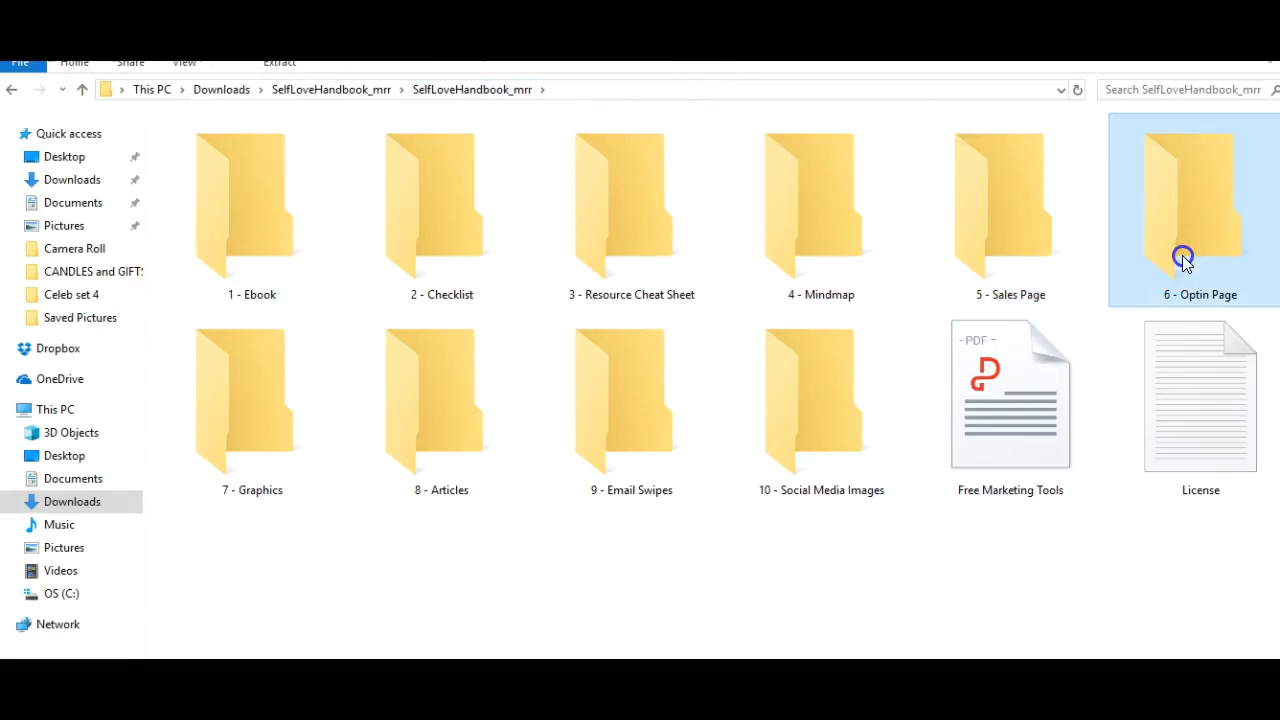 File Home Share View Extract
This PC Downloads SelfLoveHandbook_mrr SelfLoveHandbook_mrr
Search SelfLoveHandbook_mrr
Quick access
Desktop
Downloads
Documents
Pictures
Camera Roll
CANDLES and GIFTS
Celeb set 4
Saved Pictures
Dropbox
OneDrive
This PC
3D Objects
Desktop
Documents
Downloads
Music
Pictures
Videos
OS (C:)
Network
1 - Ebook
2 - Checklist
3 - Resource Cheat Sheet
4 - Mindmap
5 - Sales Page
6 - Optin Page
-PDF-
7 - Graphics
8 - Articles
9 - Email Swipes
10 - Social Media Images
Free Marketing Tools
License